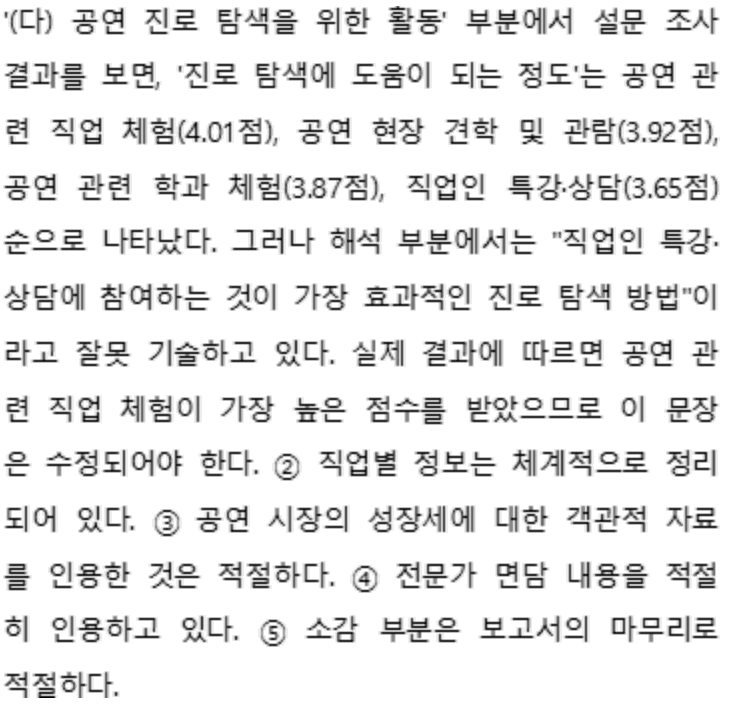 '(다) 공연 진로 탐색을 위한 활동' 부분에서 설문 조사
결과를 보면, '진로 탐색에 도움이 되는 정도'는 공연 관
련 직업 체험(4.01점), 공연 현장 견학 및 관람(3.92점),
공연 관련 학과 체험(3.87점), 직업인 특강·상담(3.65점)
순으로 나타났다. 그러나 해석 부분에서는 "직업인 특강·
상담에 참여하는 것이 가장 효과적인 진로 탐색 방법"이
라고 잘못 기술하고 있다. 실제 결과에 따르면 공연 관
련 직업 체험이 가장 높은 점수를 받았으므로 이 문장
은 수정되어야 한다. ② 직업별 정보는 체계적으로 정리
되어 있다. ③ 공연 시장의 성장세에 대한 객관적 자료
를 인용한 것은 적절하다. ④ 전문가 면담 내용을 적절
히 인용하고 있다. ⑤ 소감 부분은 보고서의 마무리로
적절하다.